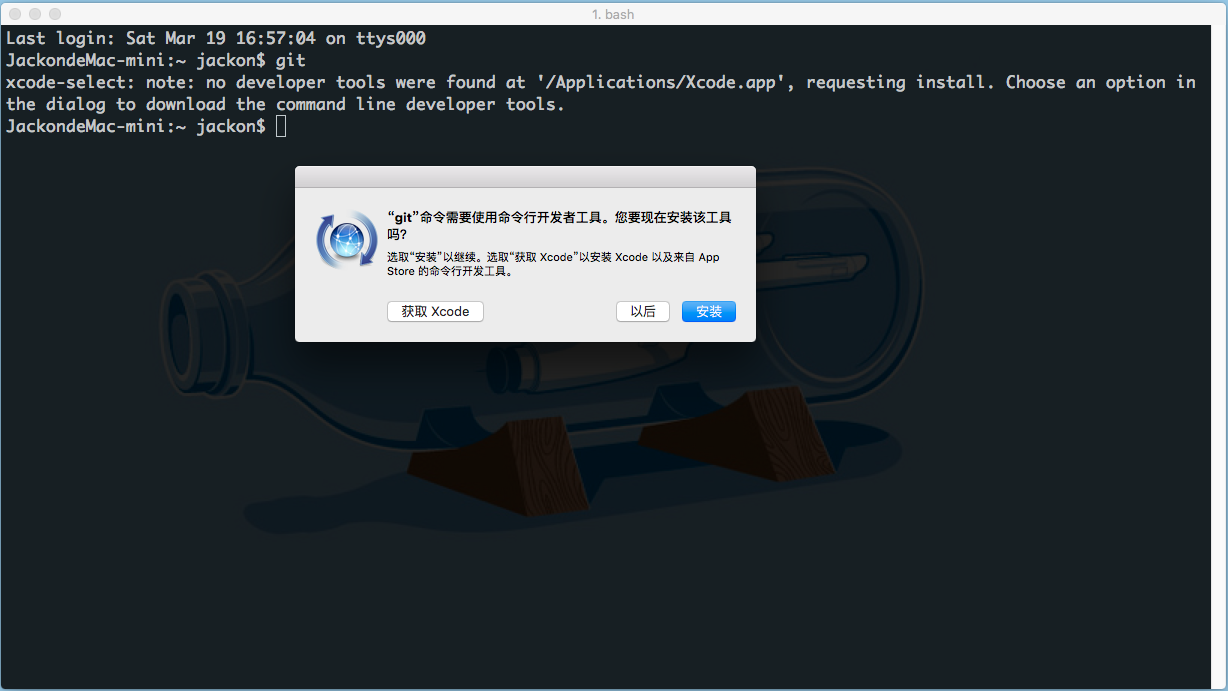 1. bash
Last login: Sat Mar 19 16:57:04 on ttys000
JackondeMac-mini:~ jackon$ git
xcode-select: note: no developer tools were found at '/Applications/Xcode.app', requesting install. Choose an option in
the dialog to download the command line developer tools.
JackondeMac-mini:~ jackon$
“git”命令需要使用命令行开发者工具。您要现在安装该工具
吗?
选取“安装”以继续。选取“获取 Xcode”以安装 Xcode 以及来自 App
Store 的命令行开发工具。
获取 Xcode
以后
安装